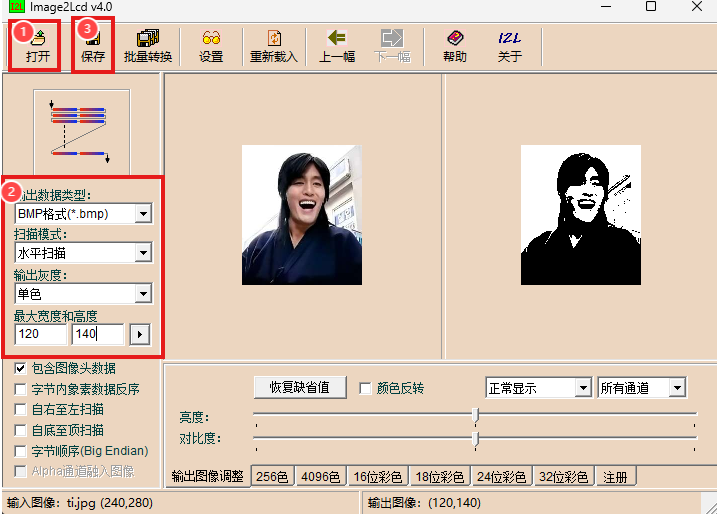 Image2Lcd v4.0
1 3
打开 保存 批量转换 设置 重新载入 上一幅 下一幅 帮助 关于
2
输出数据类型:
BMP格式(*.bmp)
扫描模式:
水平扫描
输出灰度:
单色
最大宽度和高度
120 140
包含图像头数据
字节内象素数据反序
自右至左扫描
自底至顶扫描
字节顺序(Big Endian)
Alpha通道融入图像
恢复缺省值 颜色反转 正常显示 所有通道
亮度:
对比度:
输出图像调整 256色 4096色 16位彩色 18位彩色 24位彩色 32位彩色 注册
输入图像: ti.jpg (240,280) 输出图像: (120,140)